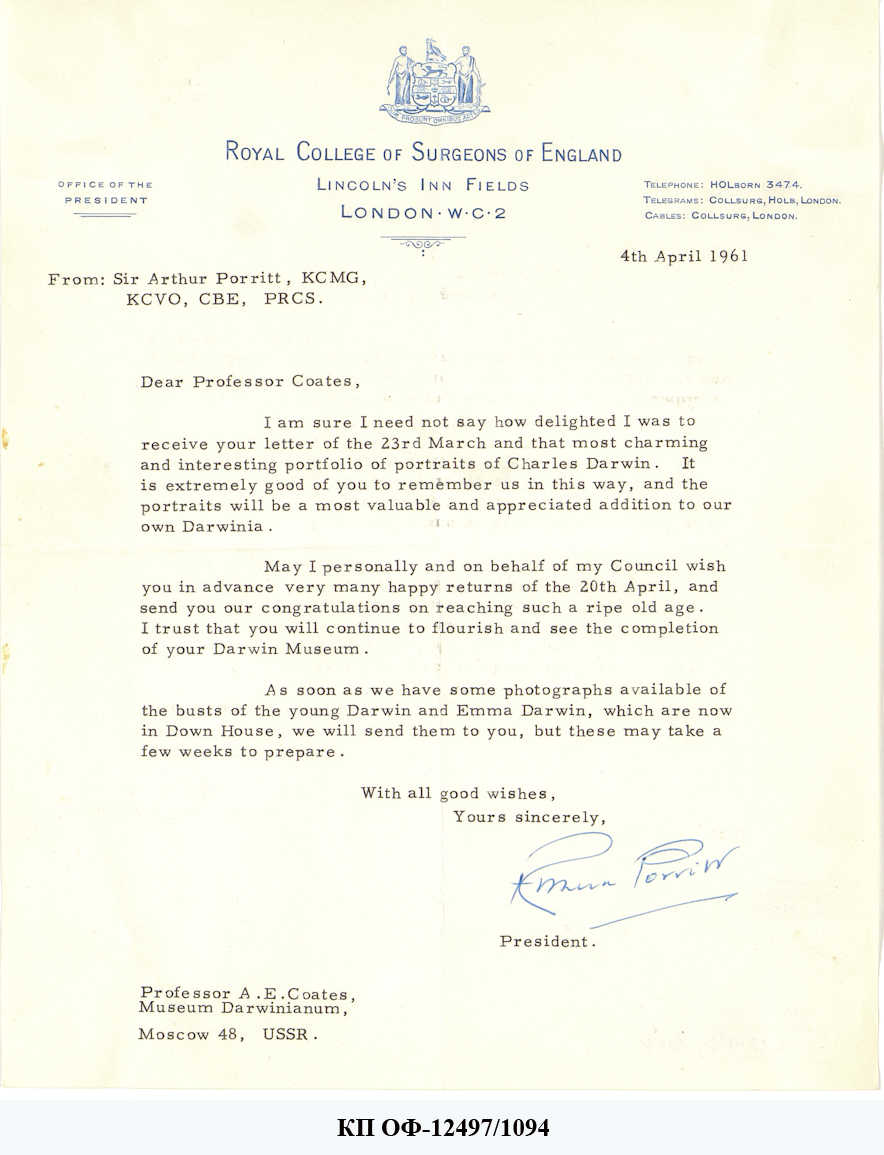 QUAE PROSUNT OMNIBUS ARTES
ROYAL COLLEGE OF SURGEONS OF ENGLAND
OFFICE OF THE
PRESIDENT
LINCOLN'S INN FIELDS
LONDON · W · C · 2
TELEPHONE: HOLBORN 3474.
TELEGRAMS: COLLSURG, HOLB, LONDON.
CABLES: COLLSURG, LONDON.
4th April 1961
From: Sir Arthur Porritt, KCMG,
KCVO, CBE, PRCS.
Dear Professor Coates,
I am sure I need not say how delighted I was to
receive your letter of the 23rd March and that most charming
and interesting portfolio of portraits of Charles Darwin. It
is extremely good of you to remember us in this way, and the
portraits will be a most valuable and appreciated addition to our
own Darwinia.
May I personally and on behalf of my Council wish
you in advance very many happy returns of the 20th April, and
send you our congratulations on reaching such a ripe old age.
I trust that you will continue to flourish and see the completion
of your Darwin Museum.
As soon as we have some photographs available of
the busts of the young Darwin and Emma Darwin, which are now
in Down House, we will send them to you, but these may take a
few weeks to prepare.
With all good wishes,
Yours sincerely,
Arthur Porritt
President.
Professor A.E.Coates,
Museum Darwinianum,
Moscow 48, USSR.
КП ОФ-12497/1094